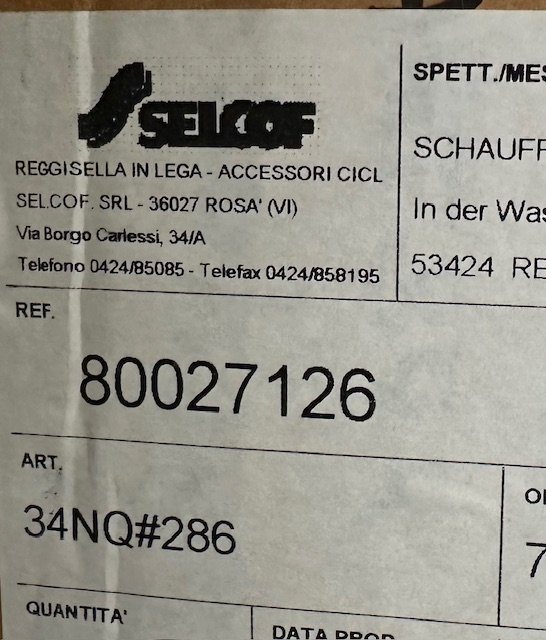 SELCOF
REGGISELLA IN LEGA - ACCESSORI CICL
SEL.COF. SRL - 36027 ROSA' (VI)
Via Borgo Carlessi, 34/A
Telefono 0424/85085 - Telefax 0424/858195
SPETT./MES
SCHAUFF
In der Was
53424 RE
REF.
80027126
ART.
34NQ#286
7
QUANTITA'
DATA PROD